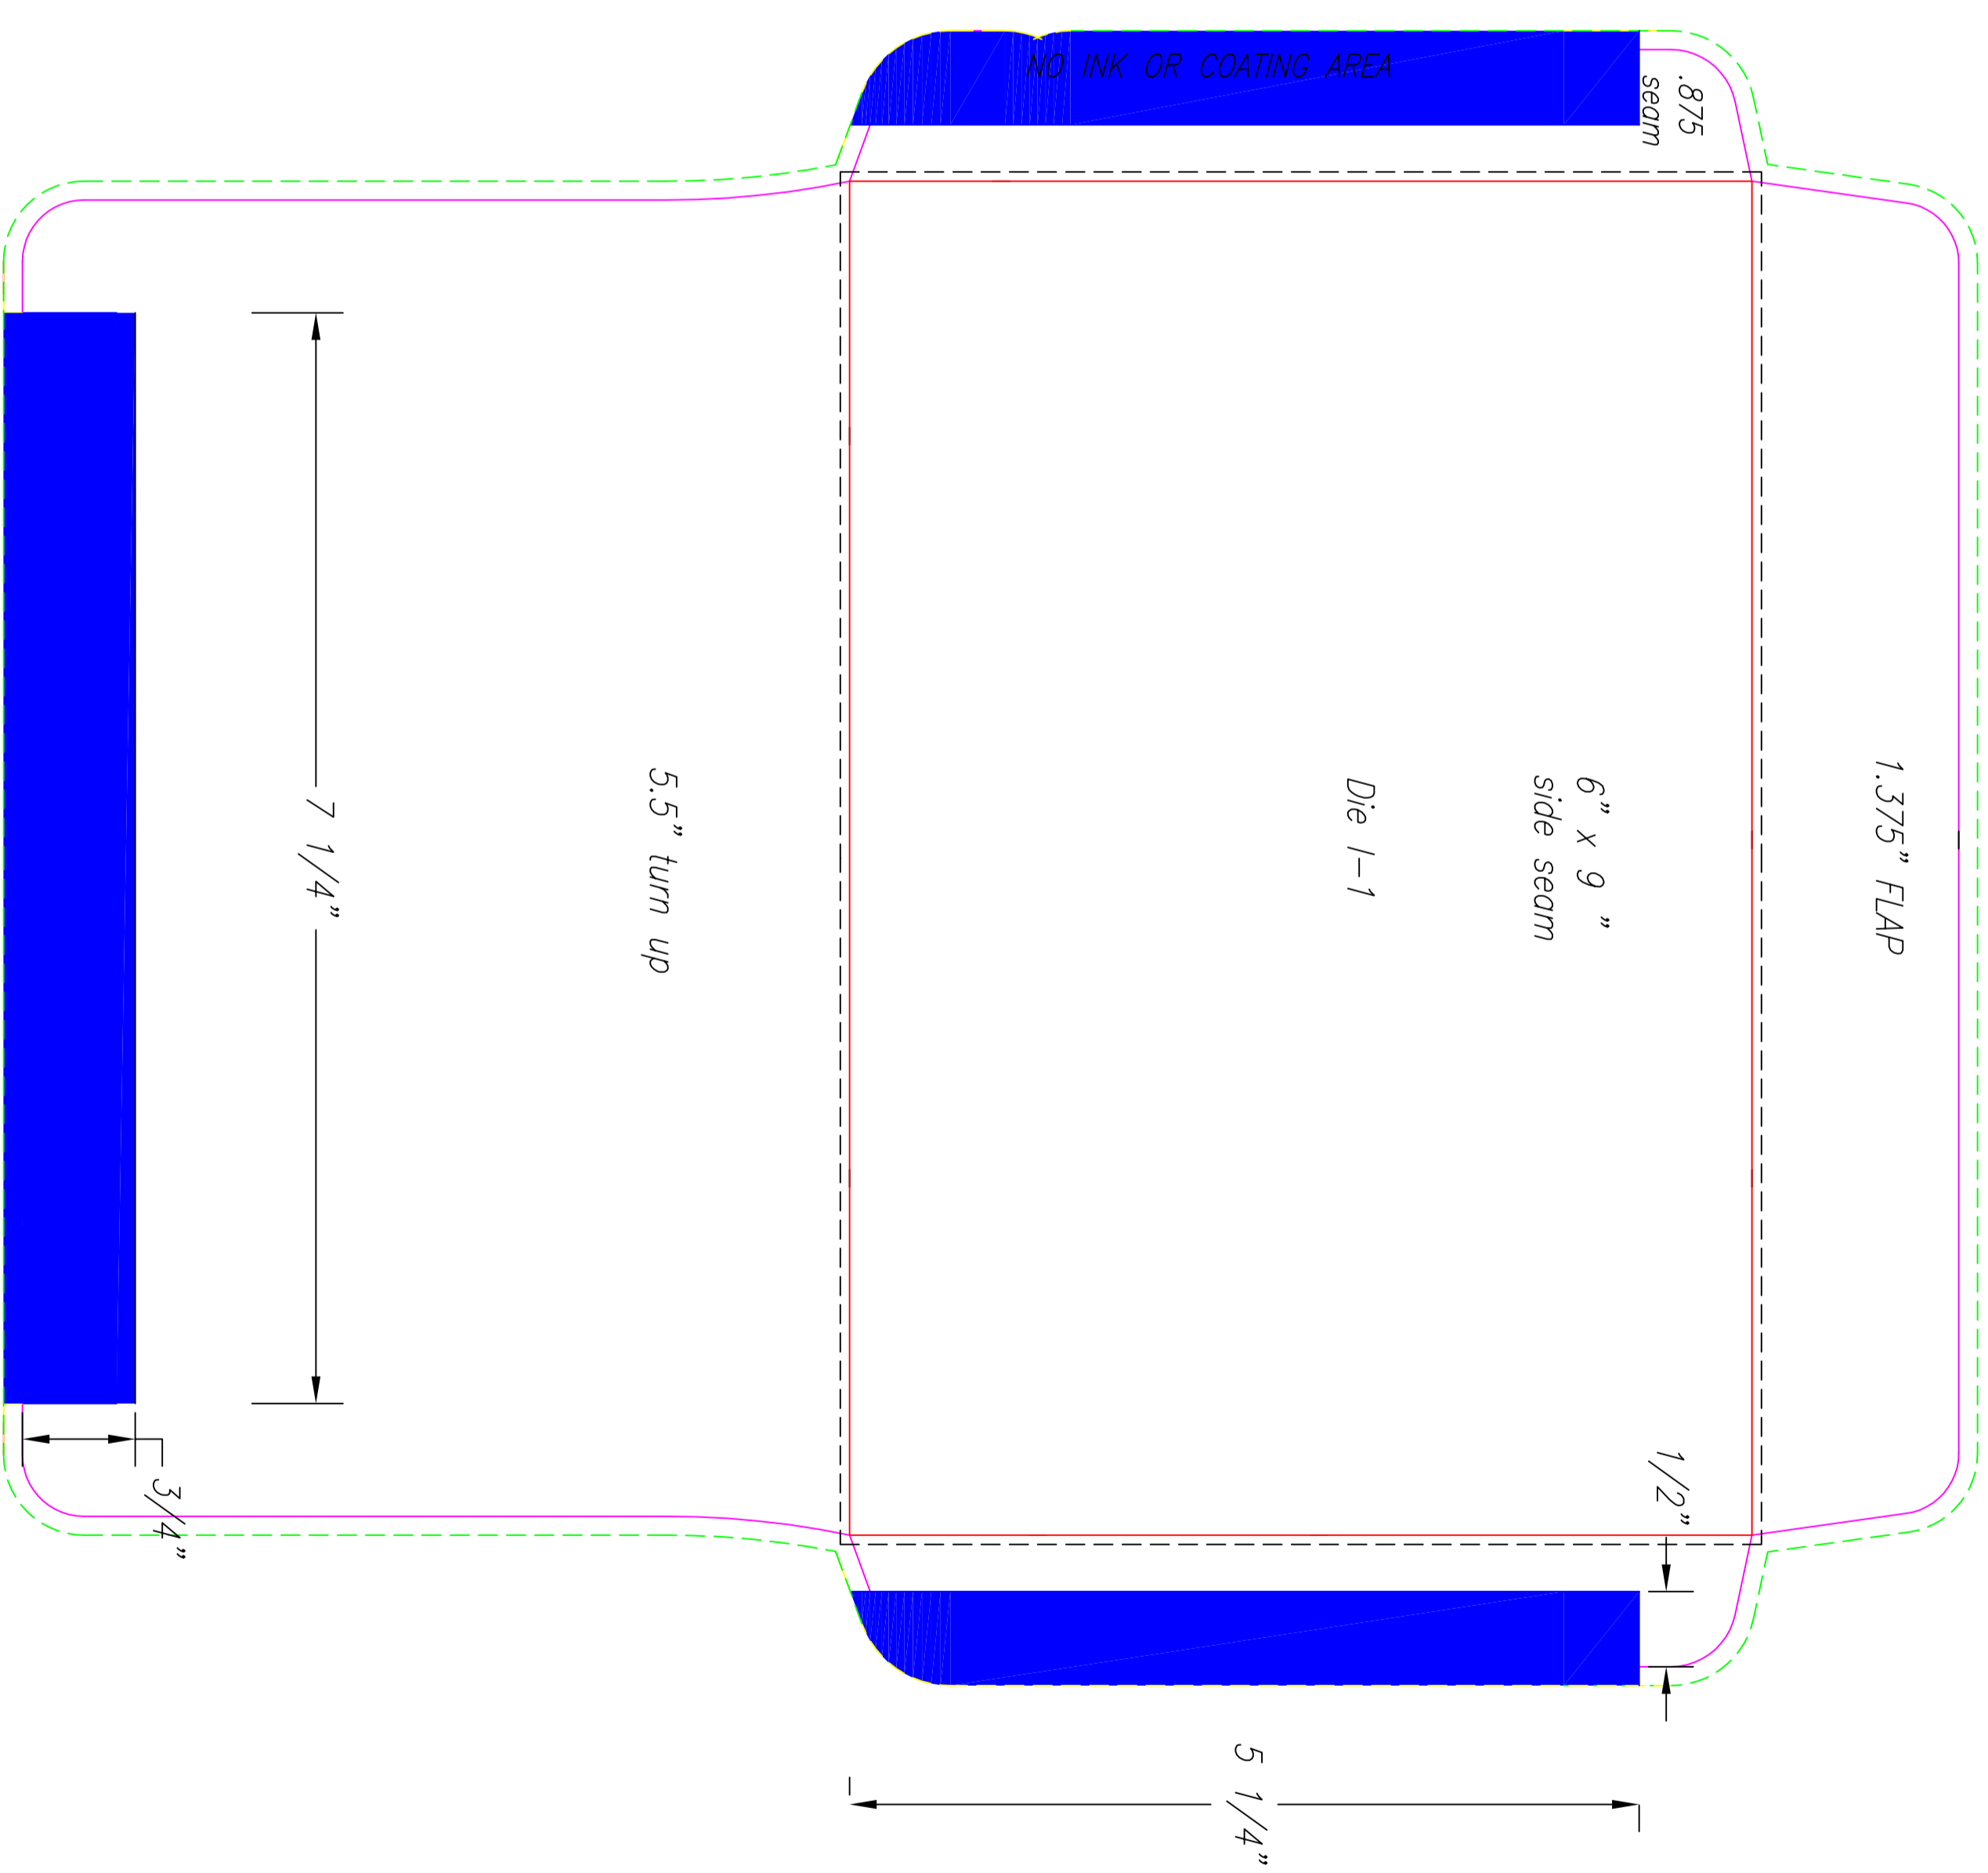 NO INK OR COATING AREA
.875
seam
1.375" FLAP
6" x 9 "
side seam
Die I-1
5.5" turn up
7 1/4"
3/4"
1/2"
5 1/4"